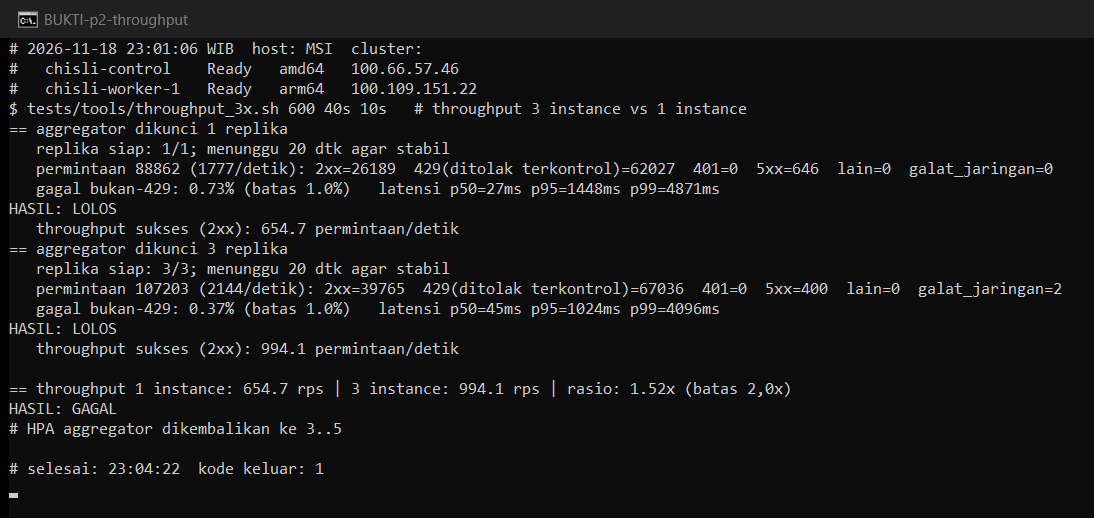 BUKTI-p2-throughput
# 2026-11-18 23:01:06 WIB  host: MSI  cluster:
#   chisli-control    Ready   amd64   100.66.57.46
#   chisli-worker-1   Ready   arm64   100.109.151.22
$ tests/tools/throughput_3x.sh 600 40s 10s   # throughput 3 instance vs 1 instance
== aggregator dikunci 1 replika
   replika siap: 1/1; menunggu 20 dtk agar stabil
   permintaan 88862 (1777/detik): 2xx=26189  429(ditolak terkontrol)=62027  401=0  5xx=646  lain=0  galat_jaringan=0
   gagal bukan-429: 0.73% (batas 1.0%)   latensi p50=27ms p95=1448ms p99=4871ms
HASIL: LOLOS
   throughput sukses (2xx): 654.7 permintaan/detik
== aggregator dikunci 3 replika
   replika siap: 3/3; menunggu 20 dtk agar stabil
   permintaan 107203 (2144/detik): 2xx=39765  429(ditolak terkontrol)=67036  401=0  5xx=400  lain=0  galat_jaringan=2
   gagal bukan-429: 0.37% (batas 1.0%)   latensi p50=45ms p95=1024ms p99=4096ms
HASIL: LOLOS
   throughput sukses (2xx): 994.1 permintaan/detik

== throughput 1 instance: 654.7 rps | 3 instance: 994.1 rps | rasio: 1.52x (batas 2,0x)
HASIL: GAGAL
# HPA aggregator dikembalikan ke 3..5

# selesai: 23:04:22  kode keluar: 1